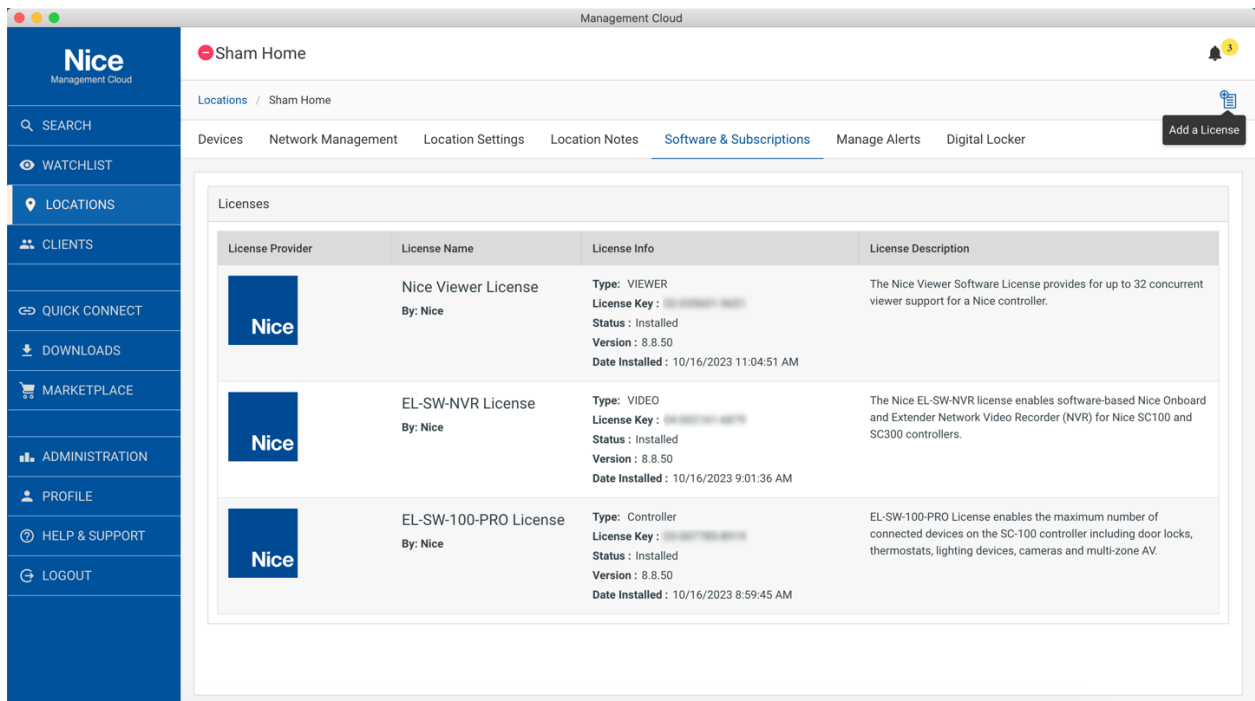 Management Cloud
Nice
Management Cloud
SEARCH
WATCHLIST
LOCATIONS
CLIENTS
QUICK CONNECT
DOWNLOADS
MARKETPLACE
ADMINISTRATION
PROFILE
HELP & SUPPORT
LOGOUT
Sham Home
3
Locations / Sham Home
Add a License
Devices Network Management Location Settings Location Notes Software & Subscriptions Manage Alerts Digital Locker
Licenses
License Provider License Name License Info License Description
Nice
Nice Viewer License
By: Nice
Type: VIEWER
License Key :
Status : Installed
Version : 8.8.50
Date Installed : 10/16/2023 11:04:51 AM
The Nice Viewer Software License provides for up to 32 concurrent
viewer support for a Nice controller.
Nice
EL-SW-NVR License
By: Nice
Type: VIDEO
License Key :
Status : Installed
Version : 8.8.50
Date Installed : 10/16/2023 9:01:36 AM
The Nice EL-SW-NVR license enables software-based Nice Onboard
and Extender Network Video Recorder (NVR) for Nice SC100 and
SC300 controllers.
Nice
EL-SW-100-PRO License
By: Nice
Type: Controller
License Key :
Status : Installed
Version : 8.8.50
Date Installed : 10/16/2023 8:59:45 AM
EL-SW-100-PRO License enables the maximum number of
connected devices on the SC-100 controller including door locks,
thermostats, lighting devices, cameras and multi-zone AV.